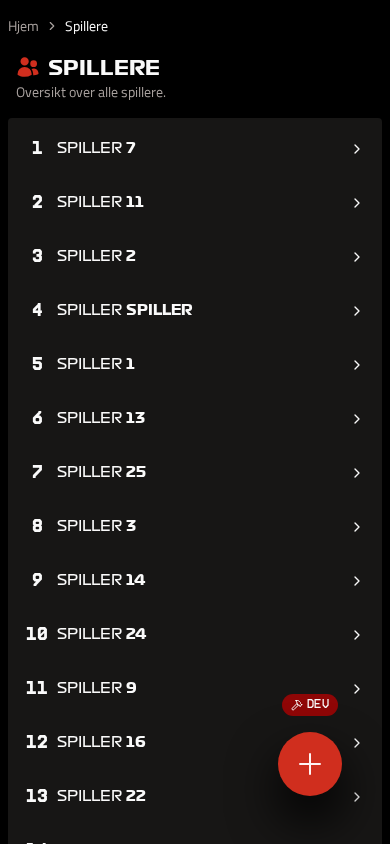 Hjem > Spillere
SPILLERE
Oversikt over alle spillere.
1 SPILLER 7
2 SPILLER 11
3 SPILLER 2
4 SPILLER SPILLER
5 SPILLER 1
6 SPILLER 13
7 SPILLER 25
8 SPILLER 3
9 SPILLER 14
10 SPILLER 24
11 SPILLER 9
DEV
12 SPILLER 16
13 SPILLER 22